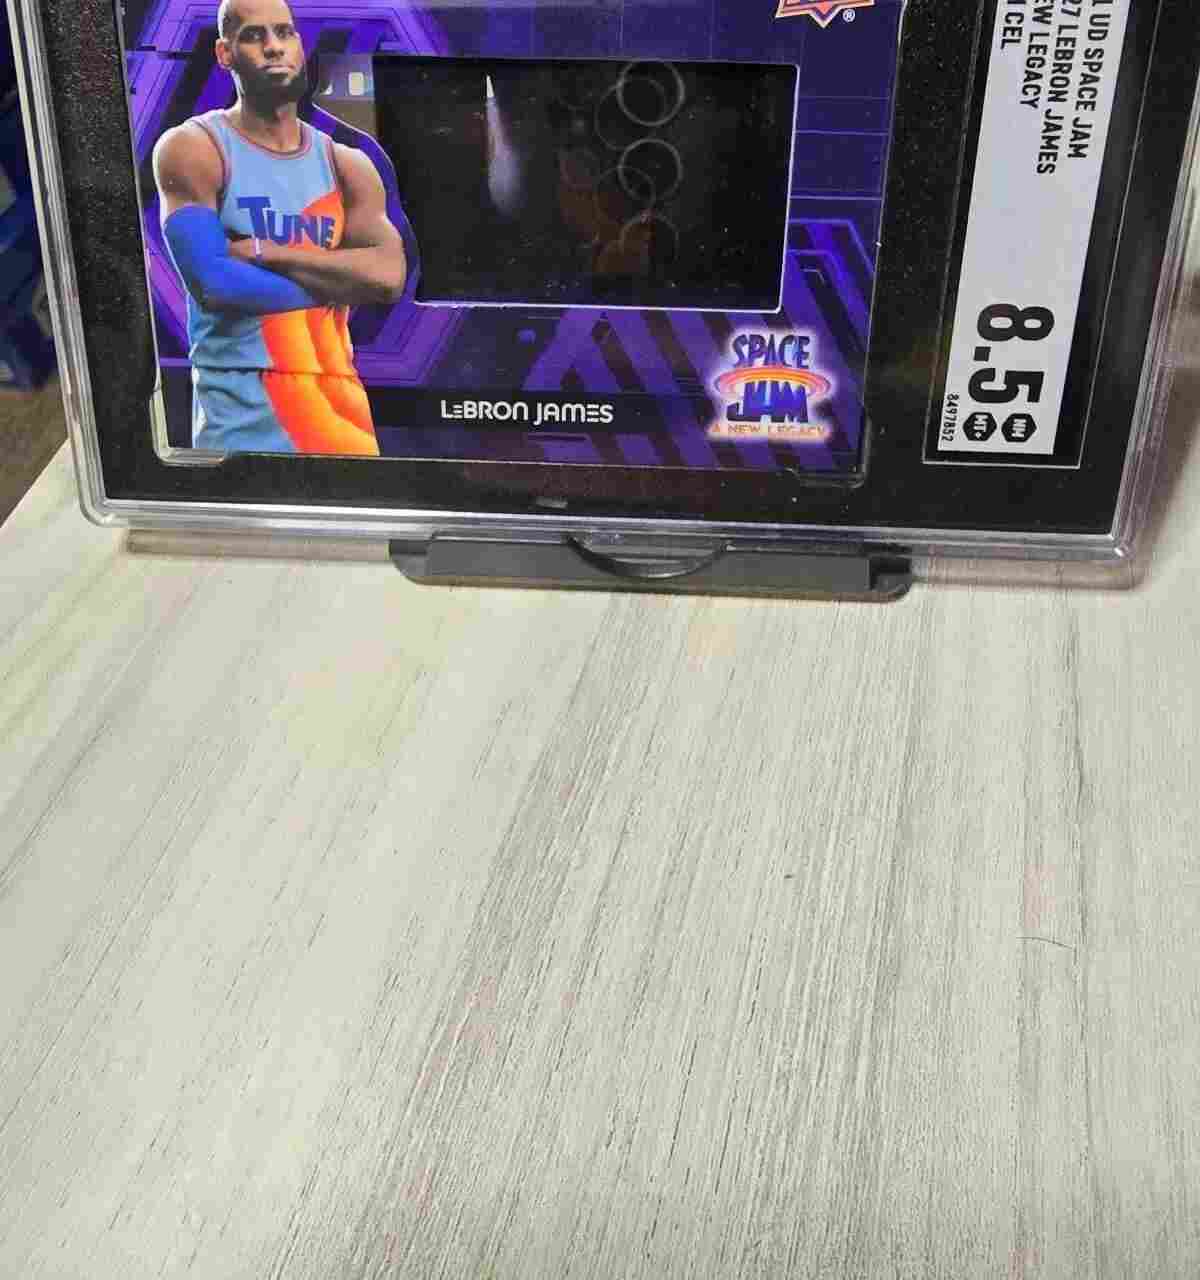 TUNE
LEBRON JAMES
SPACE
JAM
A NEW LEGACY
®
UD SPACE JAM
27 LEBRON JAMES
EW LEGACY
CEL
8.5
NM
MT+
8497852